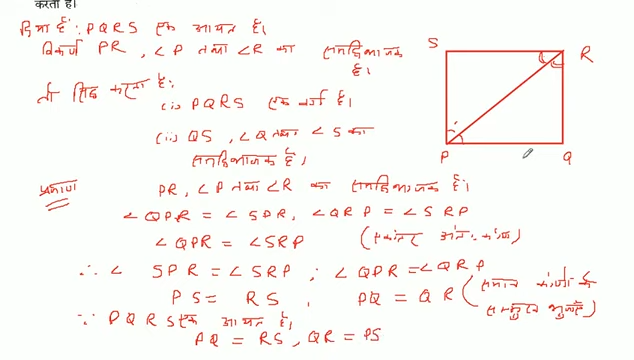 करता है।
दिया है: PQRS एक आयत है।
विकर्ण PR, ∠P तथा ∠R का समद्विभाजक है।
तो सिद्ध करना है:
(i) PQRS एक वर्ग है।
(ii) QS, ∠Q तथा ∠S का
समद्विभाजक है।
S
R
P
Q
प्रमाण
PR, ∠P तथा ∠R का समद्विभाजक है।
∠QPR = ∠SPR, ∠QRP = ∠SRP
∠QPR = ∠SRP (एकांतर अंतः कोण)
∴ ∠SPR = ∠SRP ; ∠QPR = ∠QRP
PS = RS, PQ = QR (समान कोणों के
सम्मुख भुजाएँ)
∵ PQRS एक आयत है।
PQ = RS, QR = PS